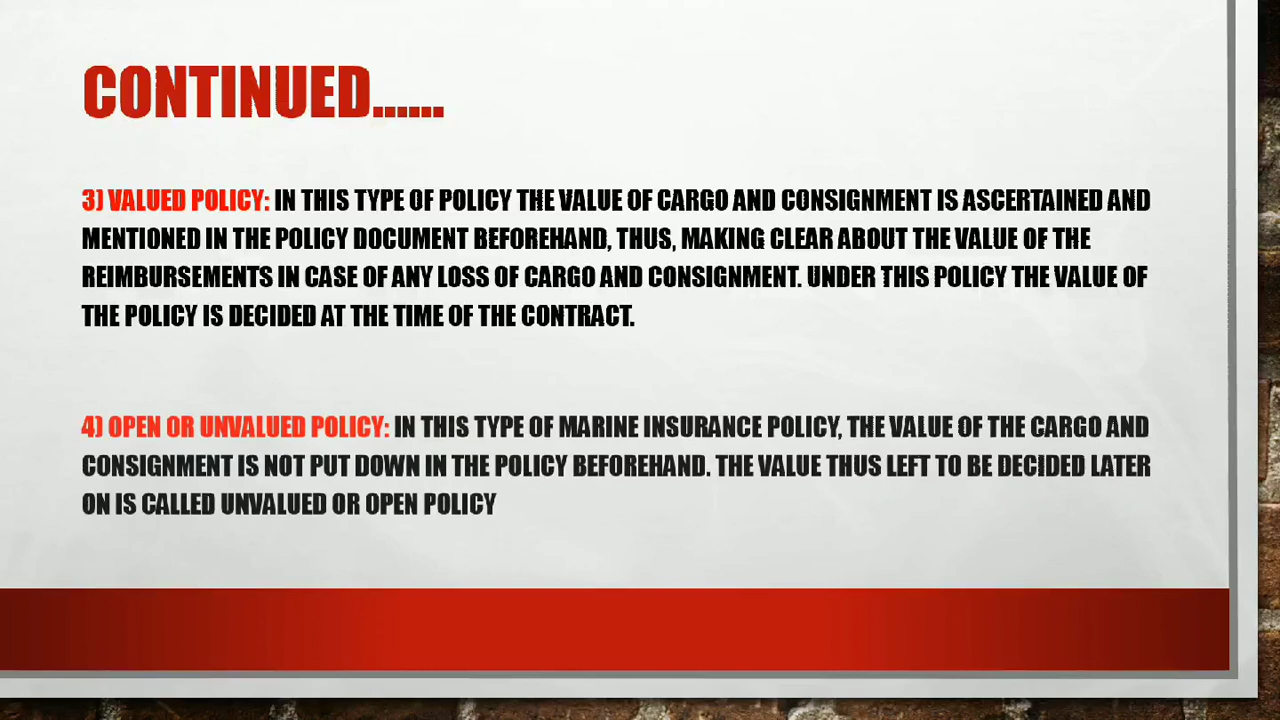 CONTINUED......
3) VALUED POLICY: IN THIS TYPE OF POLICY THE VALUE OF CARGO AND CONSIGNMENT IS ASCERTAINED AND
MENTIONED IN THE POLICY DOCUMENT BEFOREHAND, THUS, MAKING CLEAR ABOUT THE VALUE OF THE
REIMBURSEMENTS IN CASE OF ANY LOSS OF CARGO AND CONSIGNMENT. UNDER THIS POLICY THE VALUE OF
THE POLICY IS DECIDED AT THE TIME OF THE CONTRACT.
4) OPEN OR UNVALUED POLICY: IN THIS TYPE OF MARINE INSURANCE POLICY, THE VALUE OF THE CARGO AND
CONSIGNMENT IS NOT PUT DOWN IN THE POLICY BEFOREHAND. THE VALUE THUS LEFT TO BE DECIDED LATER
ON IS CALLED UNVALUED OR OPEN POLICY